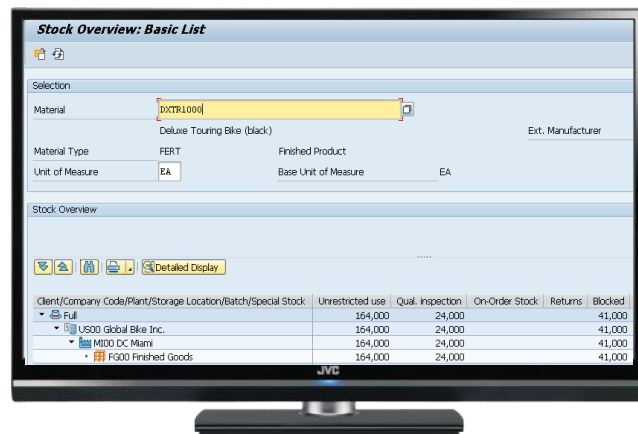 Stock Overview: Basic List
Selection
Material DXTR1000
Deluxe Touring Bike (black) Ext. Manufacturer
Material Type FERT Finished Product
Unit of Measure EA Base Unit of Measure EA
Stock Overview
Detailed Display
Client/Company Code/Plant/Storage Location/Batch/Special Stock Unrestricted use Qual. inspection On-Order Stock Returns Blocked
Full 164,000 24,000 41,000
US00 Global Bike Inc. 164,000 24,000 41,000
MI00 DC Miami 164,000 24,000 41,000
FG00 Finished Goods 164,000 24,000 41,000
JVC